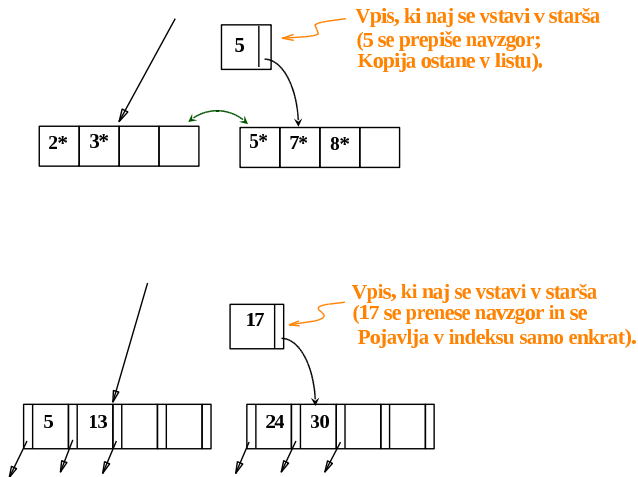 5
Vpis, ki naj se vstavi v starša
(5 se prepiše navzgor;
Kopija ostane v listu).
2* 3*
5* 7* 8*
17
Vpis, ki naj se vstavi v starša
(17 se prenese navzgor in se
Pojavlja v indeksu samo enkrat).
5 13
24 30